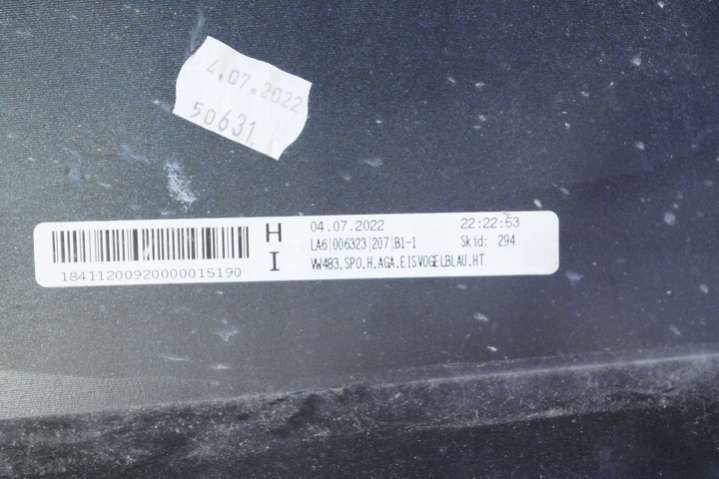 4.07.2022
50631
18411200920000015190
H
I
04.07.2022 22:22:53
LA6|006323|207|B1-1 Skid: 294
VW483,SPO,H,AGA,EISVOGELBLAU,HT